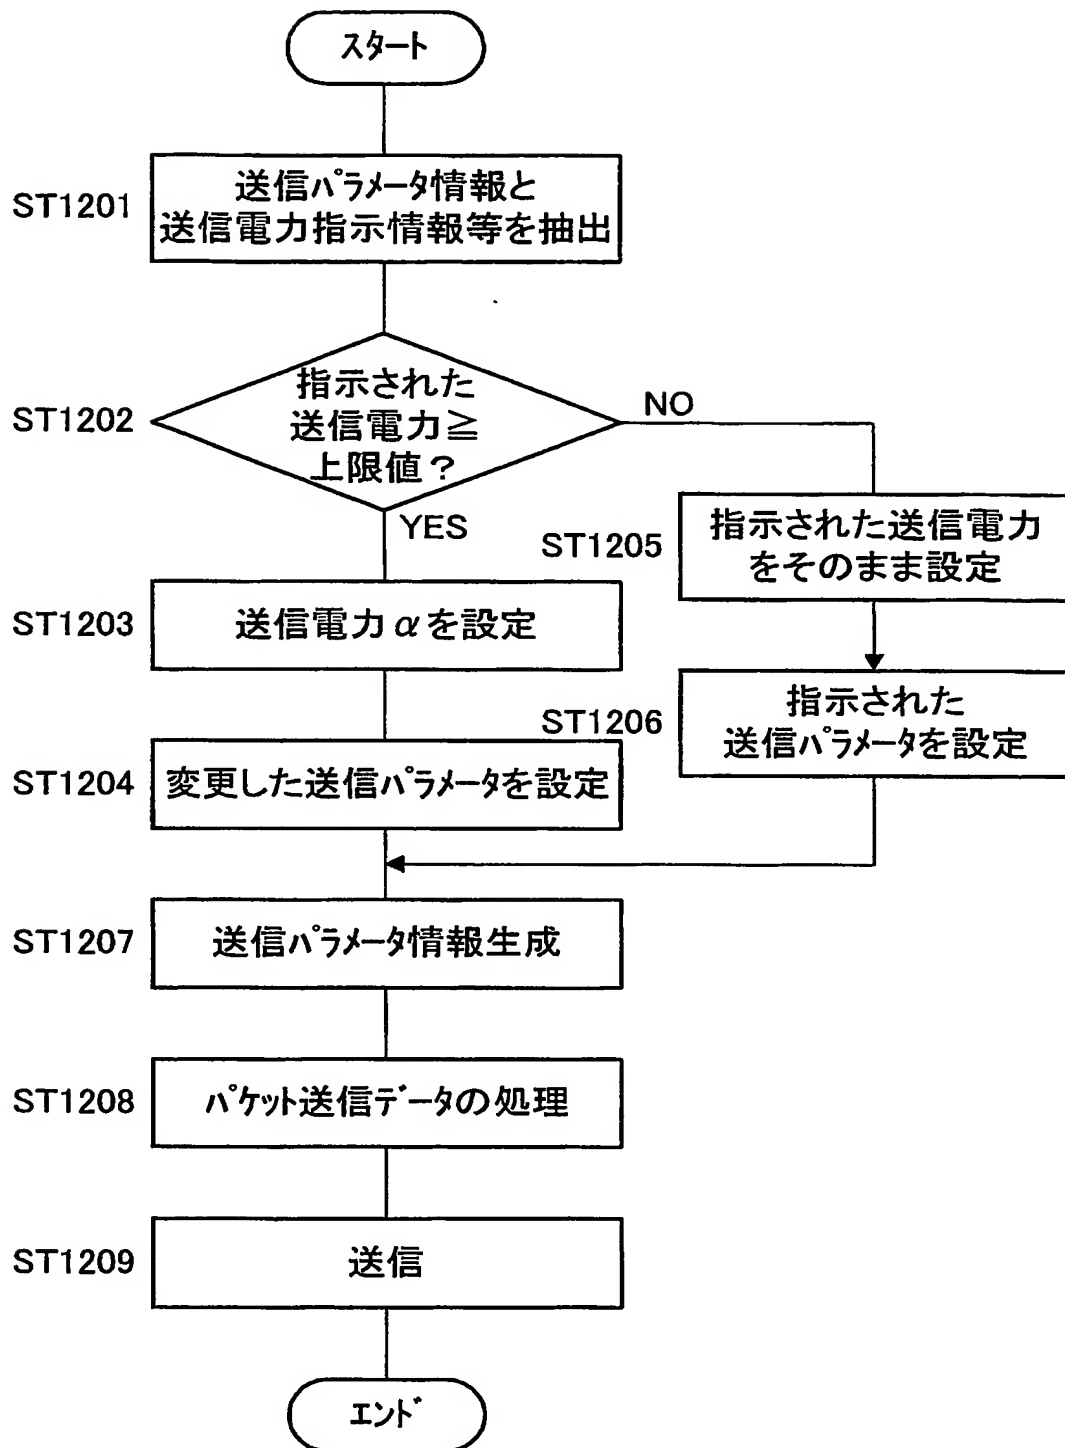 スタート
ST1201
送信パラメータ情報と
送信電力指示情報等を抽出
ST1202
指示された
送信電力≧
上限値？
NO
YES
ST1205
指示された送信電力
をそのまま設定
ST1203
送信電力αを設定
ST1206
指示された
送信パラメータを設定
ST1204
変更した送信パラメータを設定
ST1207
送信パラメータ情報生成
ST1208
パケット送信データの処理
ST1209
送信
エンド